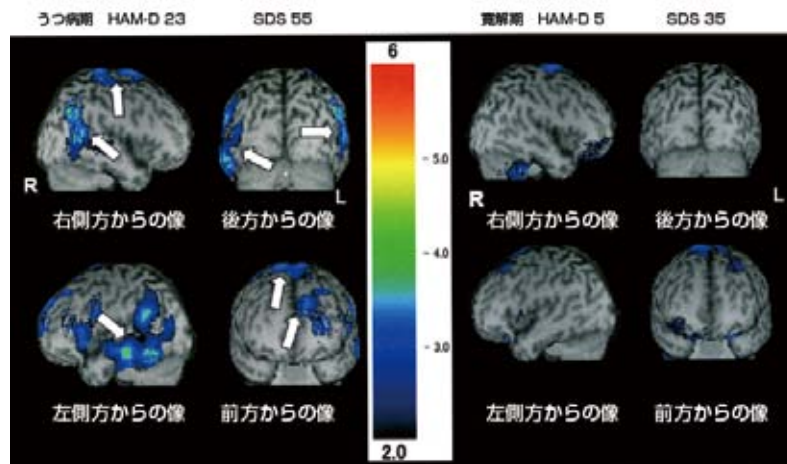 うつ病期 HAM-D 23 SDS 55
寛解期 HAM-D 5 SDS 35
6
- 5.0
- 4.0
- 3.0
2.0
R
L
右側方からの像
後方からの像
左側方からの像
前方からの像
R
L
右側方からの像
後方からの像
左側方からの像
前方からの像